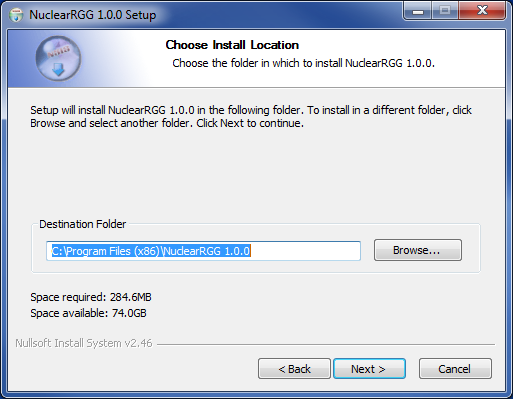 NuclearRGG 1.0.0 Setup
Choose Install Location
Choose the folder in which to install NuclearRGG 1.0.0.
Setup will install NuclearRGG 1.0.0 in the following folder. To install in a different folder, click
Browse and select another folder. Click Next to continue.
Destination Folder
C:\Program Files (x86)\NuclearRGG 1.0.0
Browse...
Space required: 284.6MB
Space available: 74.0GB
Nullsoft Install System v2.46
< Back
Next >
Cancel